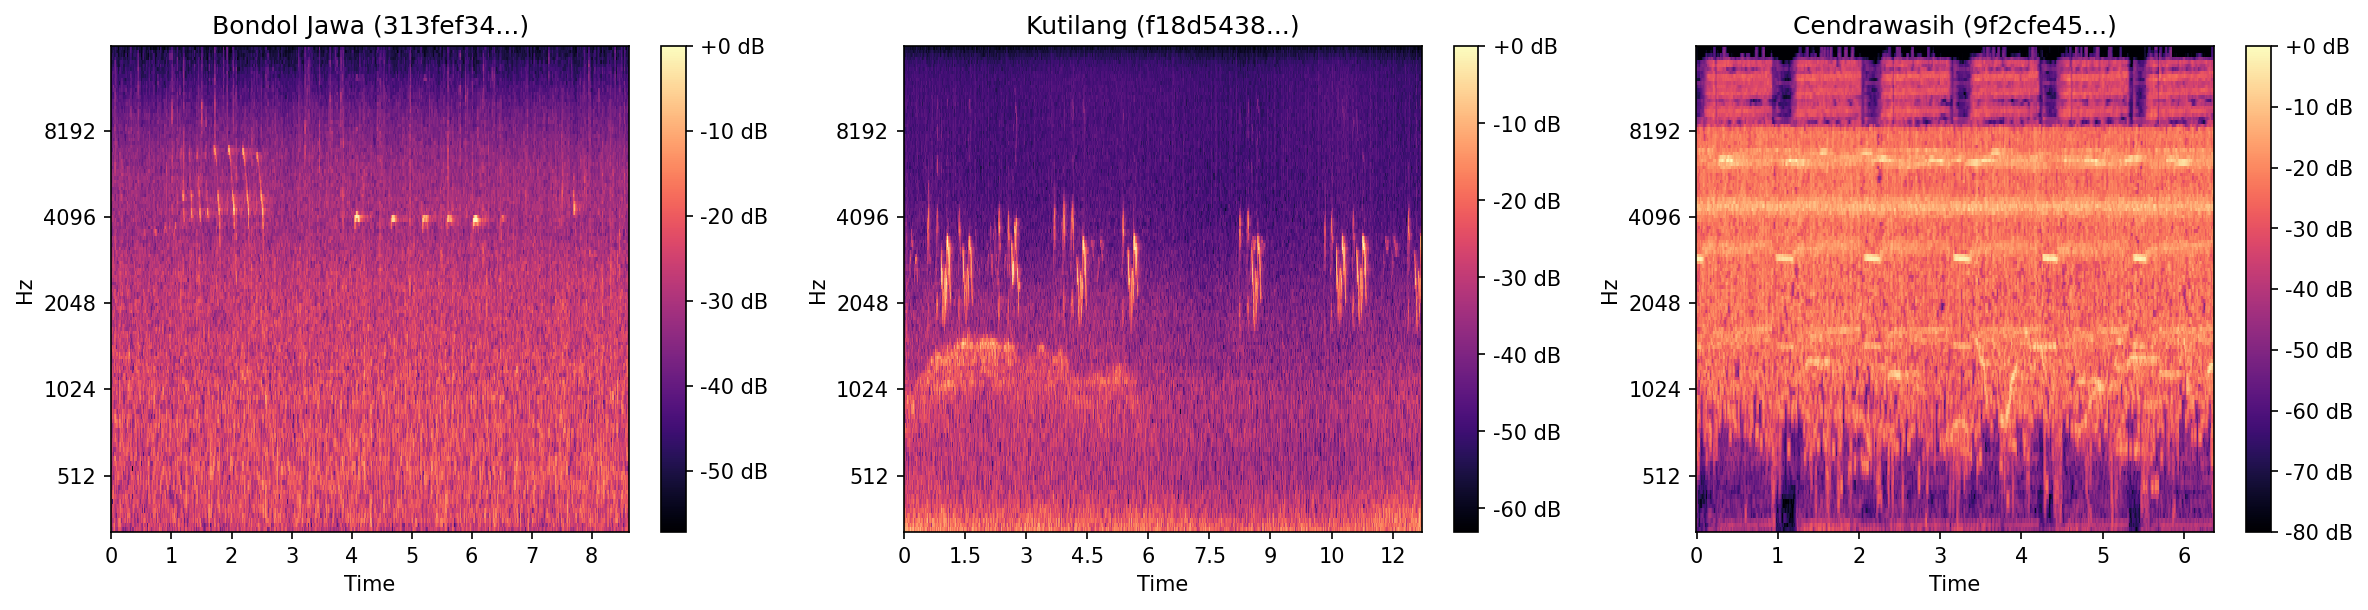 Bondol Jawa (313fef34...)
Hz
8192
4096
2048
1024
512
0 1 2 3 4 5 6 7 8
Time
+0 dB
-10 dB
-20 dB
-30 dB
-40 dB
-50 dB
Kutilang (f18d5438...)
Hz
8192
4096
2048
1024
512
0 1.5 3 4.5 6 7.5 9 10 12
Time
+0 dB
-10 dB
-20 dB
-30 dB
-40 dB
-50 dB
-60 dB
Cendrawasih (9f2cfe45...)
Hz
8192
4096
2048
1024
512
0 1 2 3 4 5 6
Time
+0 dB
-10 dB
-20 dB
-30 dB
-40 dB
-50 dB
-60 dB
-70 dB
-80 dB